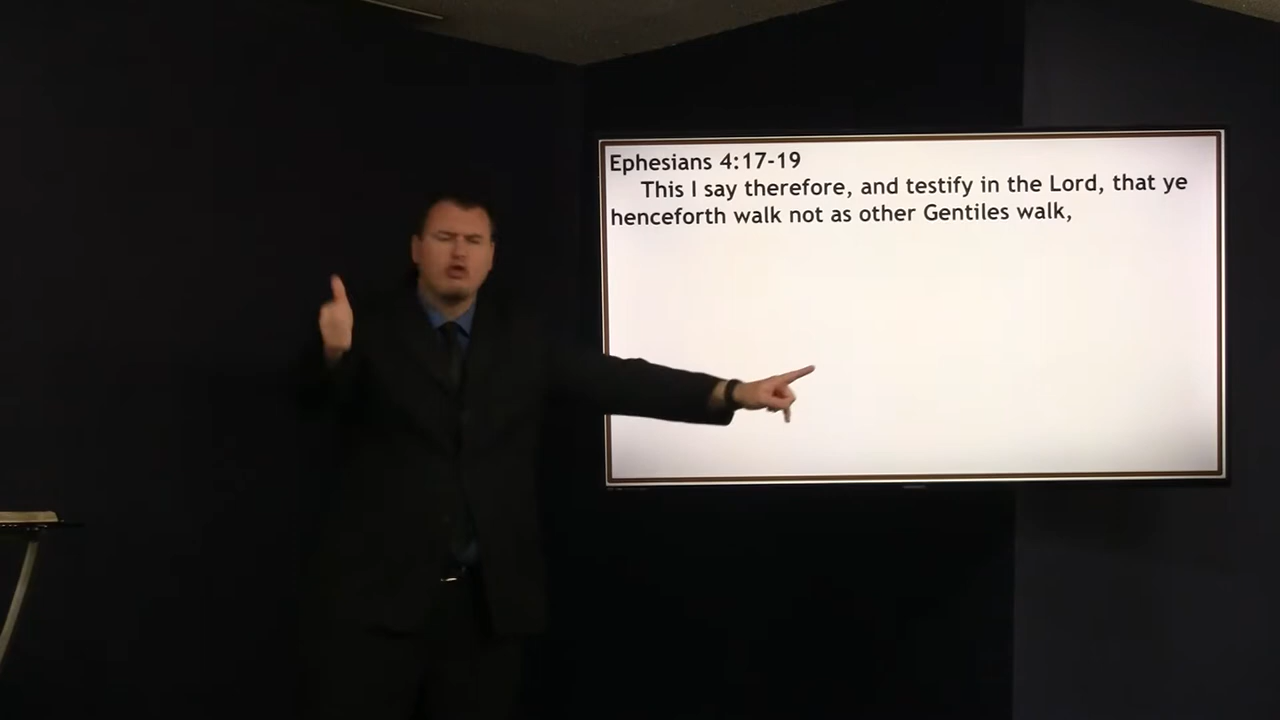 Ephesians 4:17-19
This I say therefore, and testify in the Lord, that ye
henceforth walk not as other Gentiles walk,